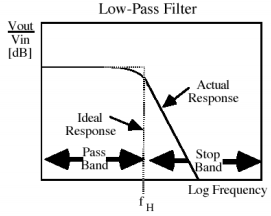 Low-Pass Filter
Vout
Vin
[dB]
Actual
Response
Ideal
Response
Pass
Band
Stop
Band
Log Frequency
f H